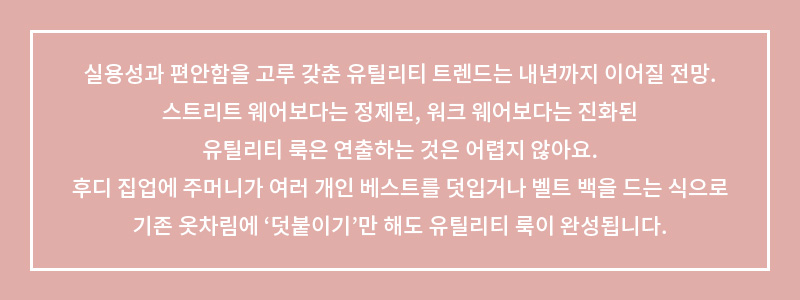 실용성과 편안함을 고루 갖춘 유틸리티 트렌드는 내년까지 이어질 전망.
스트리트 웨어보다는 정제된, 워크 웨어보다는 진화된
유틸리티 룩은 연출하는 것은 어렵지 않아요.
후디 집업에 주머니가 여러 개인 베스트를 덧입거나 벨트 백을 드는 식으로
기존 옷차림에 ‘덧붙이기’만 해도 유틸리티 룩이 완성됩니다.